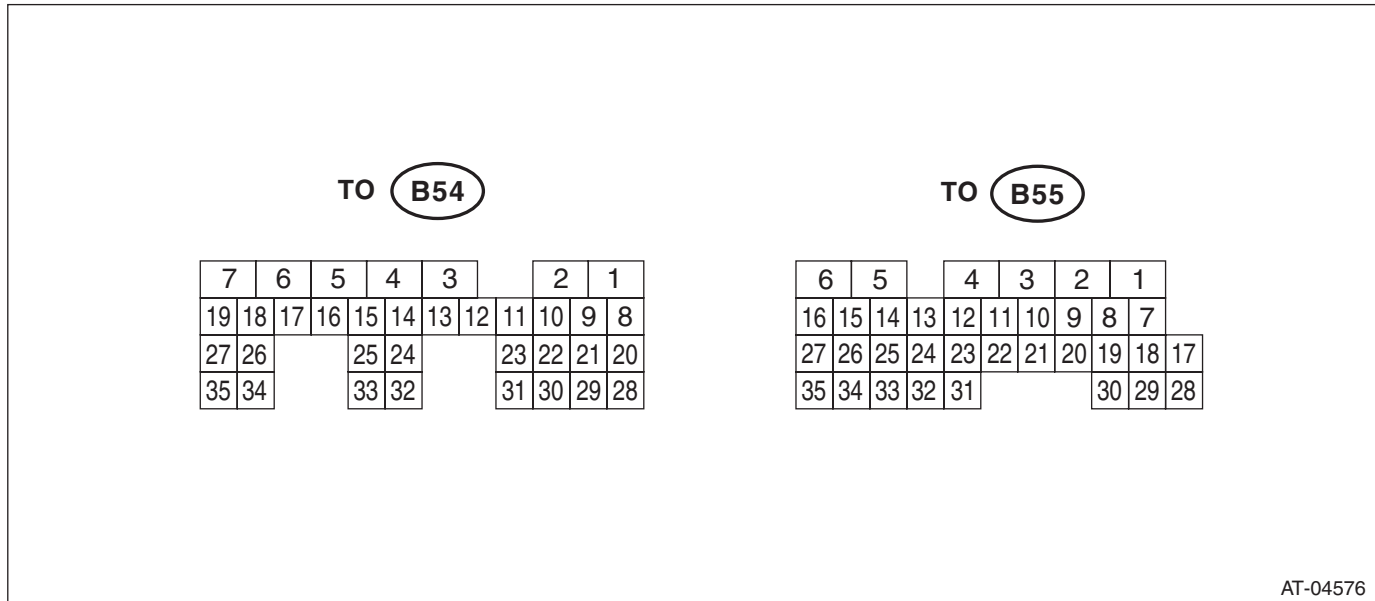 TO B54
7 6 5 4 3 2 1
19 18 17 16 15 14 13 12 11 10 9 8
27 26 25 24 23 22 21 20
35 34 33 32 31 30 29 28
TO B55
6 5 4 3 2 1
16 15 14 13 12 11 10 9 8 7
27 26 25 24 23 22 21 20 19 18 17
35 34 33 32 31 30 29 28
AT-04576